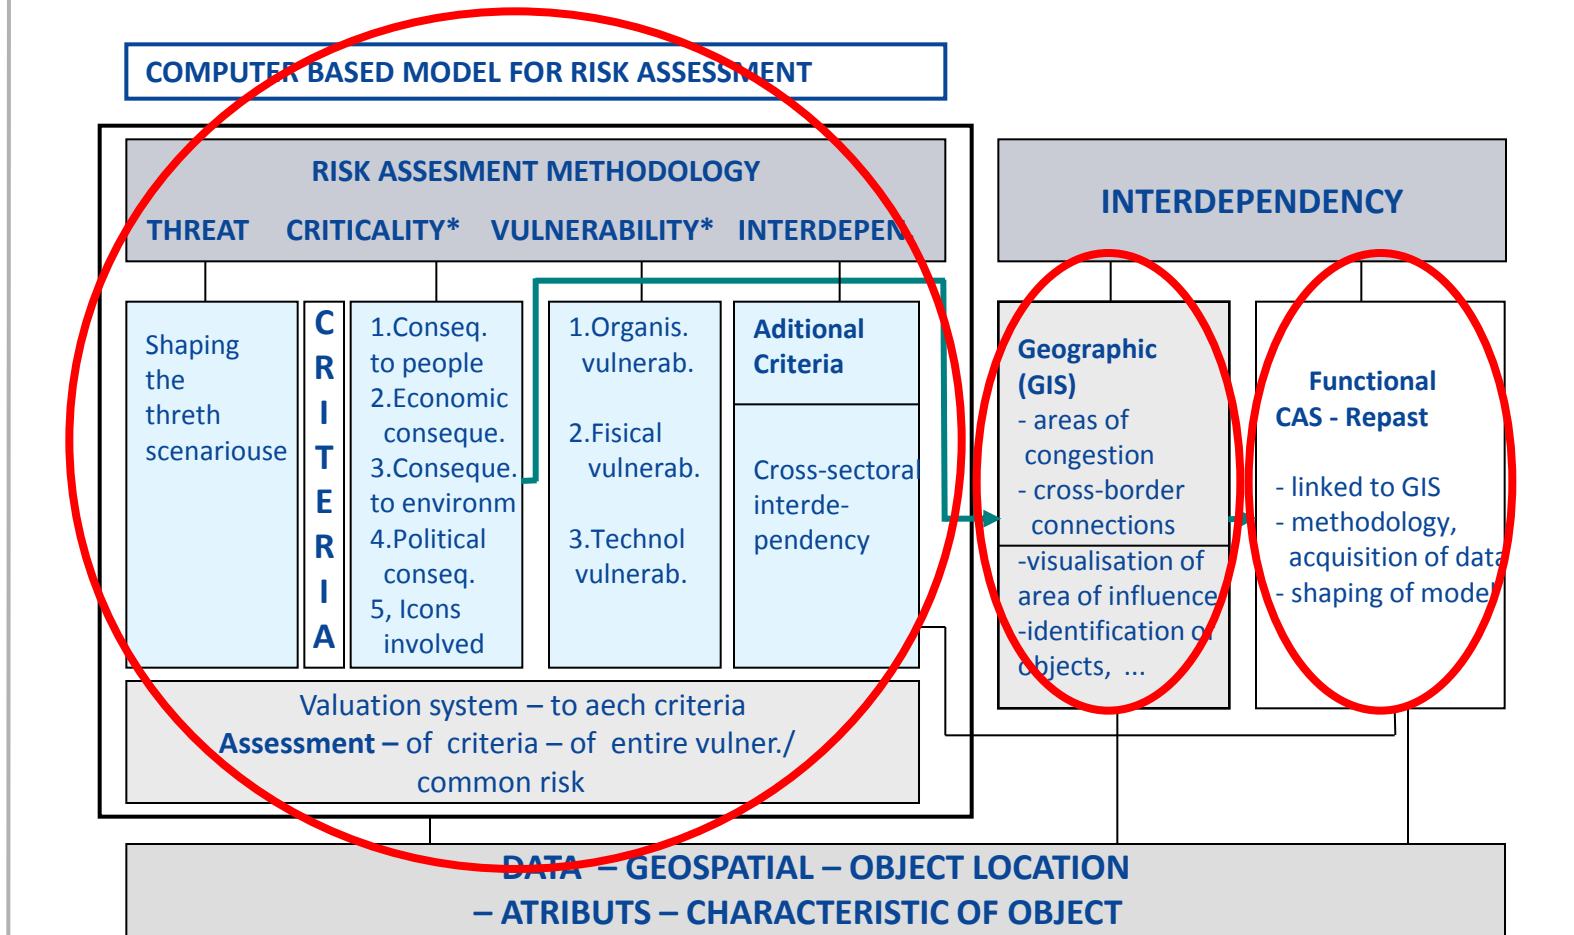 COMPUTER BASED MODEL FOR RISK ASSESSMENT
RISK ASSESMENT METHODOLOGY
THREAT CRITICALITY* VULNERABILITY* INTERDEPEN.
INTERDEPENDENCY
Shaping
the
threth
scenariouse
C
R
I
T
E
R
I
A
1.Conseq.
to people
2.Economic
conseque.
3.Conseque.
to environm
4.Political
conseq.
5, Icons
involved
1.Organis.
vulnerab.
2.Fisical
vulnerab.
3.Technol
vulnerab.
Aditional
Criteria
Cross-sectoral
interde-
pendency
Geographic
(GIS)
- areas of
congestion
- cross-border
connections
-visualisation of
area of influence
-identification of
objects, ...
Functional
CAS - Repast
- linked to GIS
- methodology,
acquisition of data
- shaping of model
Valuation system – to aech criteria
Assessment – of criteria – of entire vulner./
common risk
DATA – GEOSPATIAL – OBJECT LOCATION
– ATRIBUTS – CHARACTERISTIC OF OBJECT